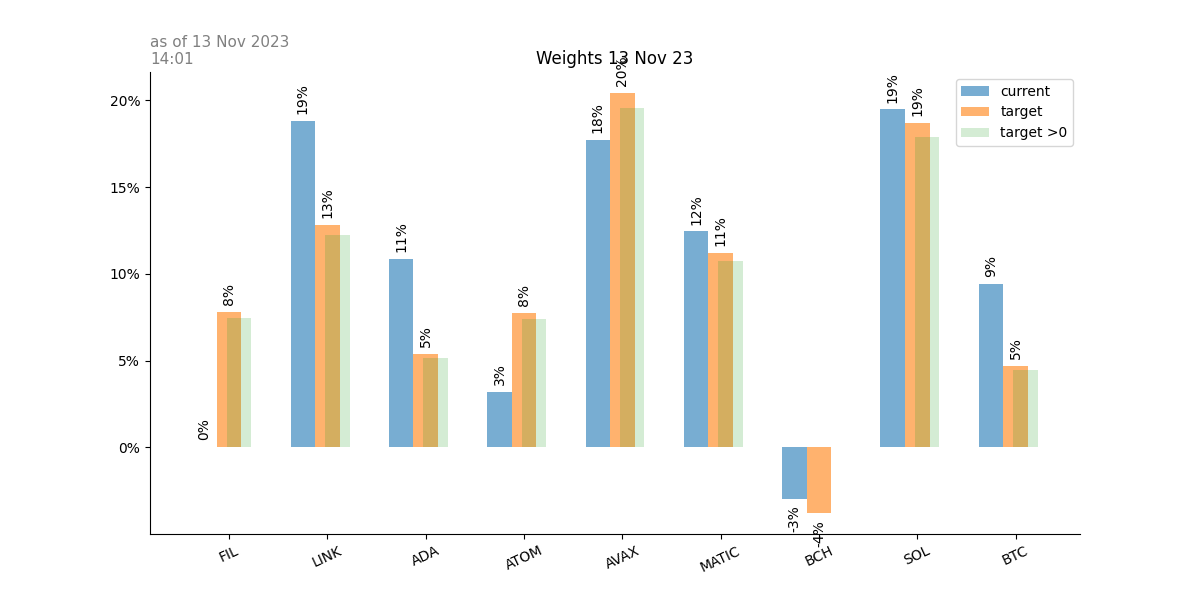 as of 13 Nov 2023
14:01
Weights 13 Nov 23
current
target
target >0
20%
15%
10%
5%
0%
0%
8%
19%
13%
11%
5%
3%
8%
18%
20%
12%
11%
-3%
-4%
19%
19%
9%
5%
FIL
LINK
ADA
ATOM
AVAX
MATIC
BCH
SOL
BTC